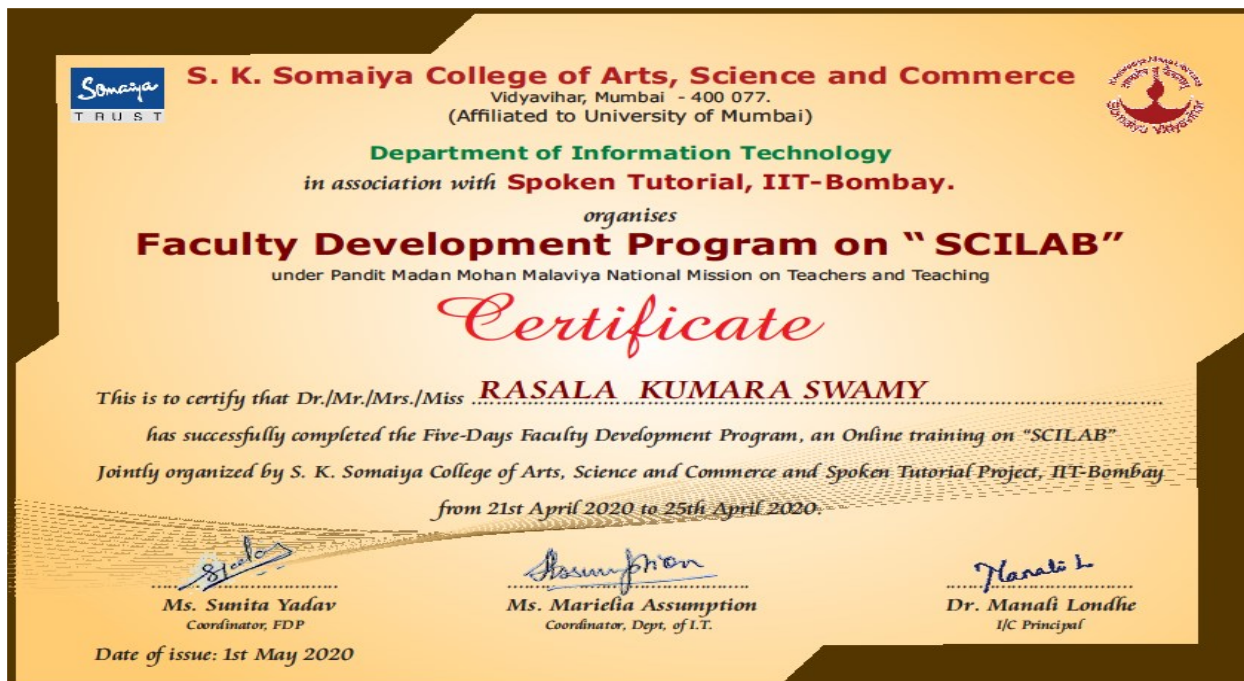 Somaiya
TRUST
S. K. Somaiya College of Arts, Science and Commerce
Vidyavihar, Mumbai - 400 077.
(Affiliated to University of Mumbai)
Somaiya Vidyavihar
Department of Information Technology
in association with Spoken Tutorial, IIT-Bombay.
organises
Faculty Development Program on “ SCILAB”
under Pandit Madan Mohan Malaviya National Mission on Teachers and Teaching
Certificate
This is to certify that Dr./Mr./Mrs./Miss RASALA KUMARA SWAMY
has successfully completed the Five-Days Faculty Development Program, an Online training on “SCILAB”
Jointly organized by S. K. Somaiya College of Arts, Science and Commerce and Spoken Tutorial Project, IIT-Bombay
from 21st April 2020 to 25th April 2020.
Assumption
Manali L
Ms. Sunita Yadav
Ms. Marielia Assumption
Dr. Manali Londhe
Coordinator, FDP
Coordinator, Dept, of I.T.
I/C Principal
Date of issue: 1st May 2020